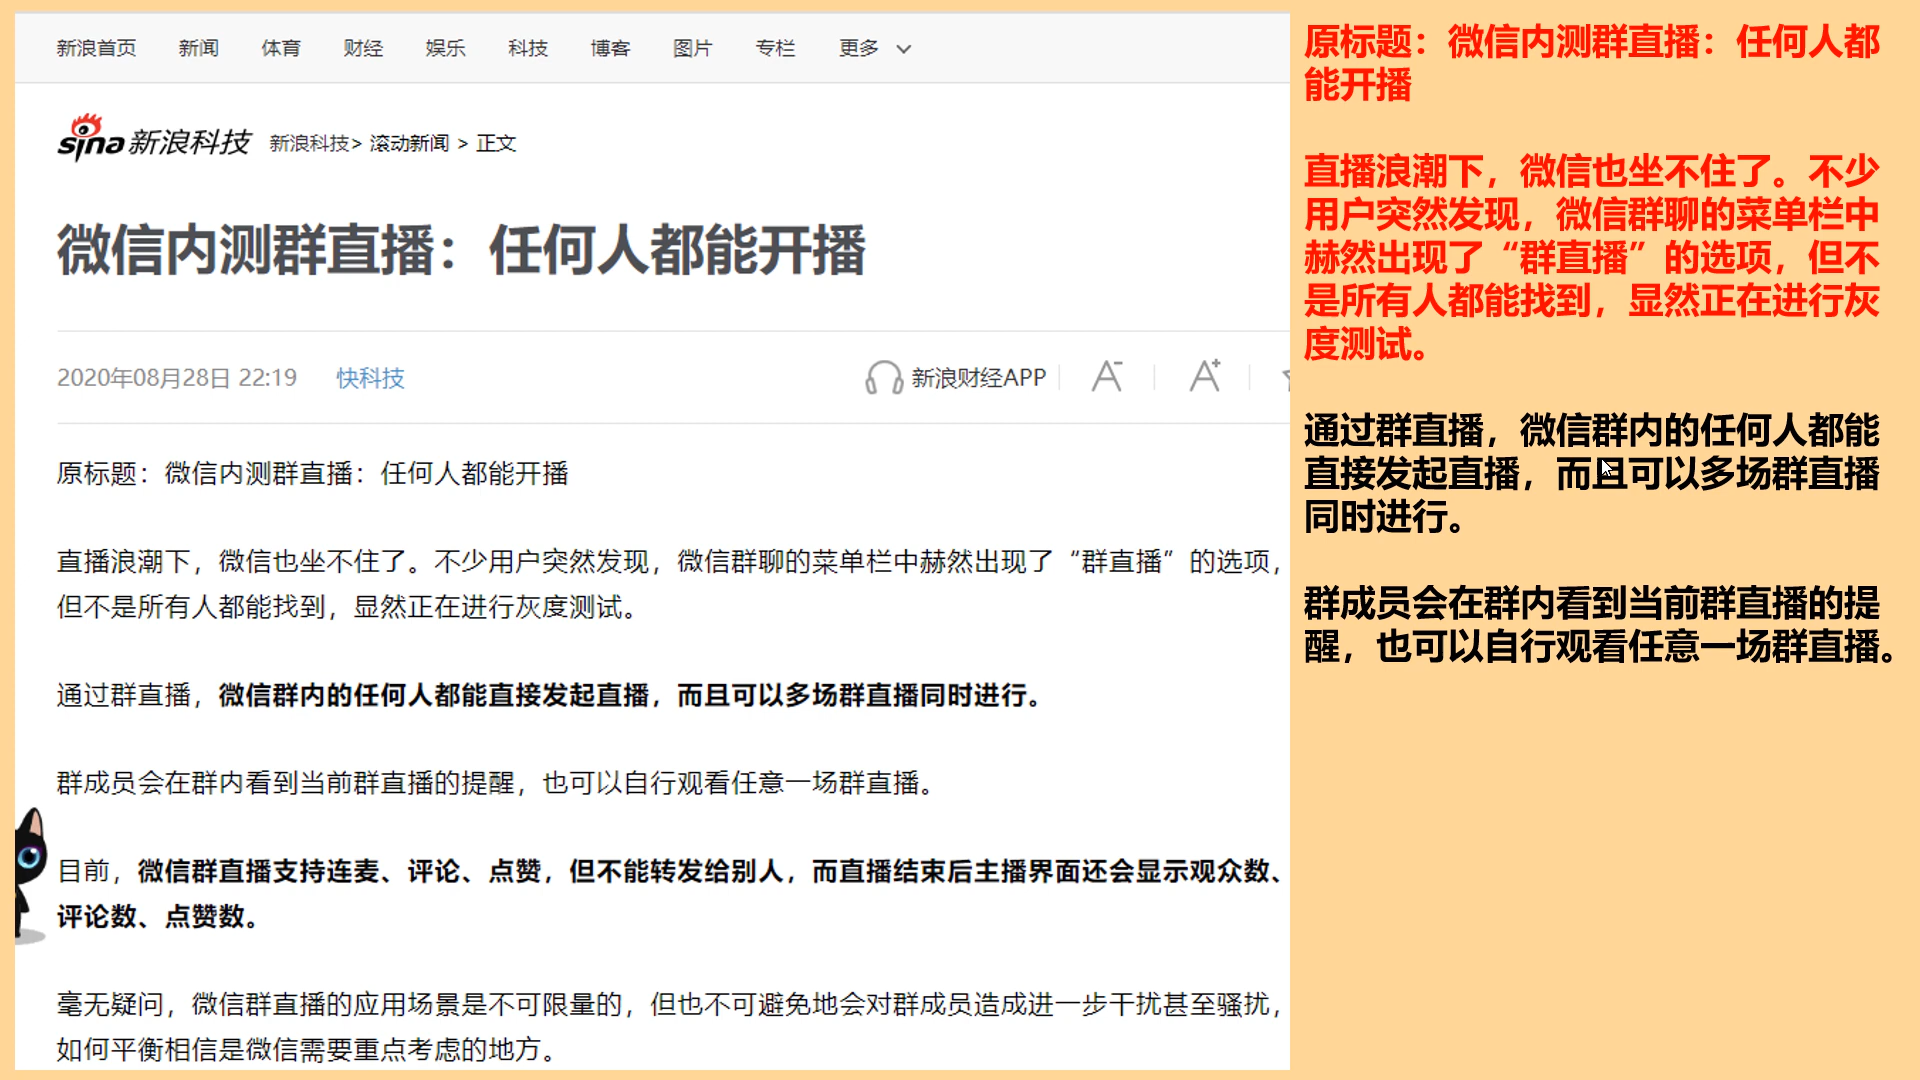 新浪首页 新闻 体育 财经 娱乐 科技 博客 图片 专栏 更多
sina新浪科技 新浪科技> 滚动新闻 > 正文
微信内测群直播：任何人都能开播
2020年08月28日 22:19 快科技 新浪财经APP A- A+
原标题：微信内测群直播：任何人都能开播
直播浪潮下，微信也坐不住了。不少用户突然发现，微信群聊的菜单栏中赫然出现了“群直播”的选项，
但不是所有人都能找到，显然正在进行灰度测试。
通过群直播，微信群内的任何人都能直接发起直播，而且可以多场群直播同时进行。
群成员会在群内看到当前群直播的提醒，也可以自行观看任意一场群直播。
目前，微信群直播支持连麦、评论、点赞，但不能转发给别人，而直播结束后主播界面还会显示观众数、
评论数、点赞数。
毫无疑问，微信群直播的应用场景是不可限量的，但也不可避免地会对群成员造成进一步干扰甚至骚扰，
如何平衡相信是微信需要重点考虑的地方。
原标题：微信内测群直播：任何人都
能开播
直播浪潮下，微信也坐不住了。不少
用户突然发现，微信群聊的菜单栏中
赫然出现了“群直播”的选项，但不
是所有人都能找到，显然正在进行灰
度测试。
通过群直播，微信群内的任何人都能
直接发起直播，而且可以多场群直播
同时进行。
群成员会在群内看到当前群直播的提
醒，也可以自行观看任意一场群直播。